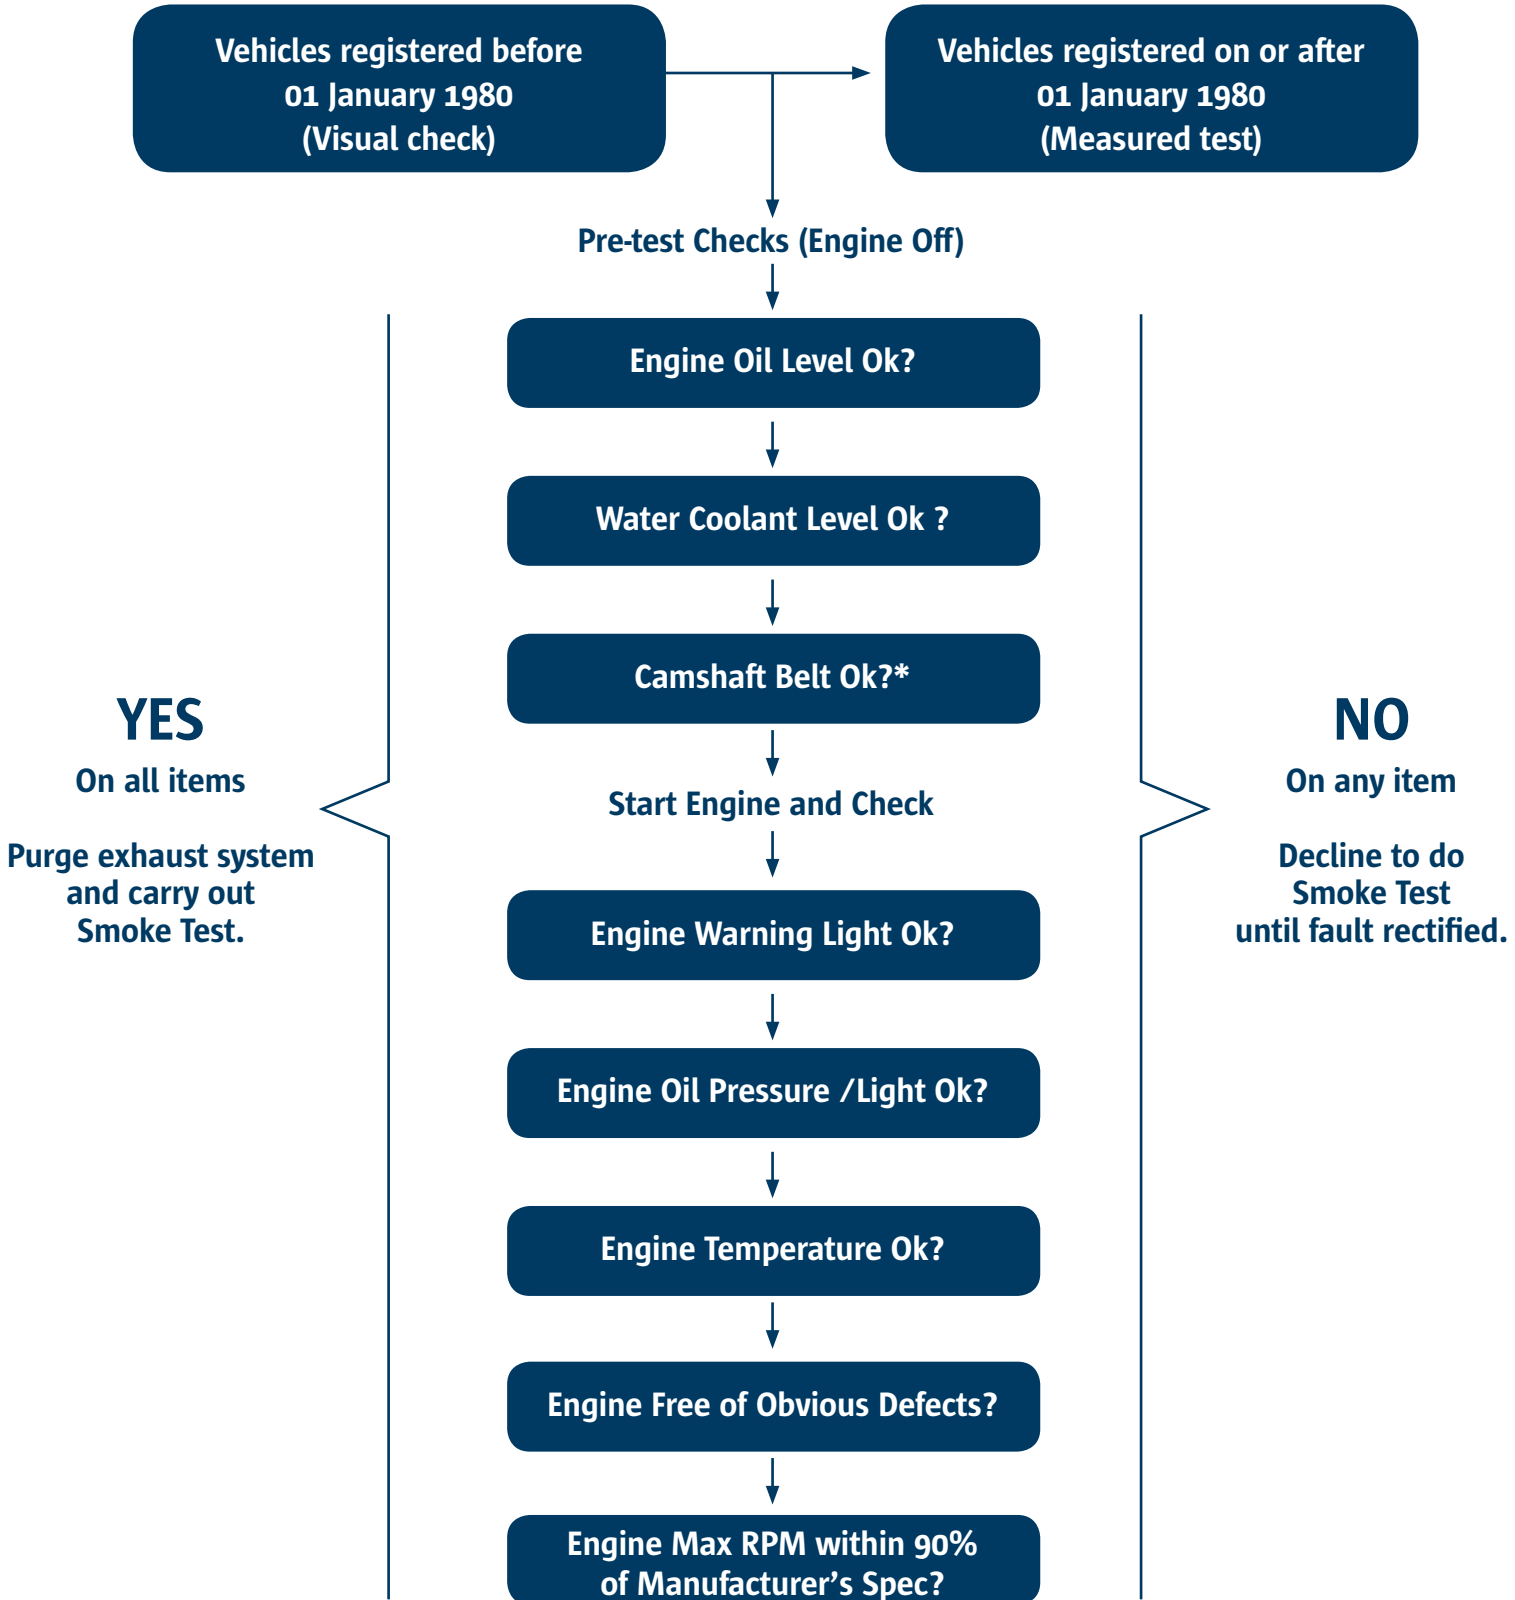 Vehicles registered before
01 January 1980
(Visual check)
Vehicles registered on or after
01 January 1980
(Measured test)
Pre-test Checks (Engine Off)
Engine Oil Level Ok?
Water Coolant Level Ok ?
Camshaft Belt Ok?*
YES
On all items
Purge exhaust system
and carry out
Smoke Test.
NO
On any item
Decline to do
Smoke Test
until fault rectified.
Start Engine and Check
Engine Warning Light Ok?
Engine Oil Pressure /Light Ok?
Engine Temperature Ok?
Engine Free of Obvious Defects?
Engine Max RPM within 90%
of Manufacturer’s Spec?